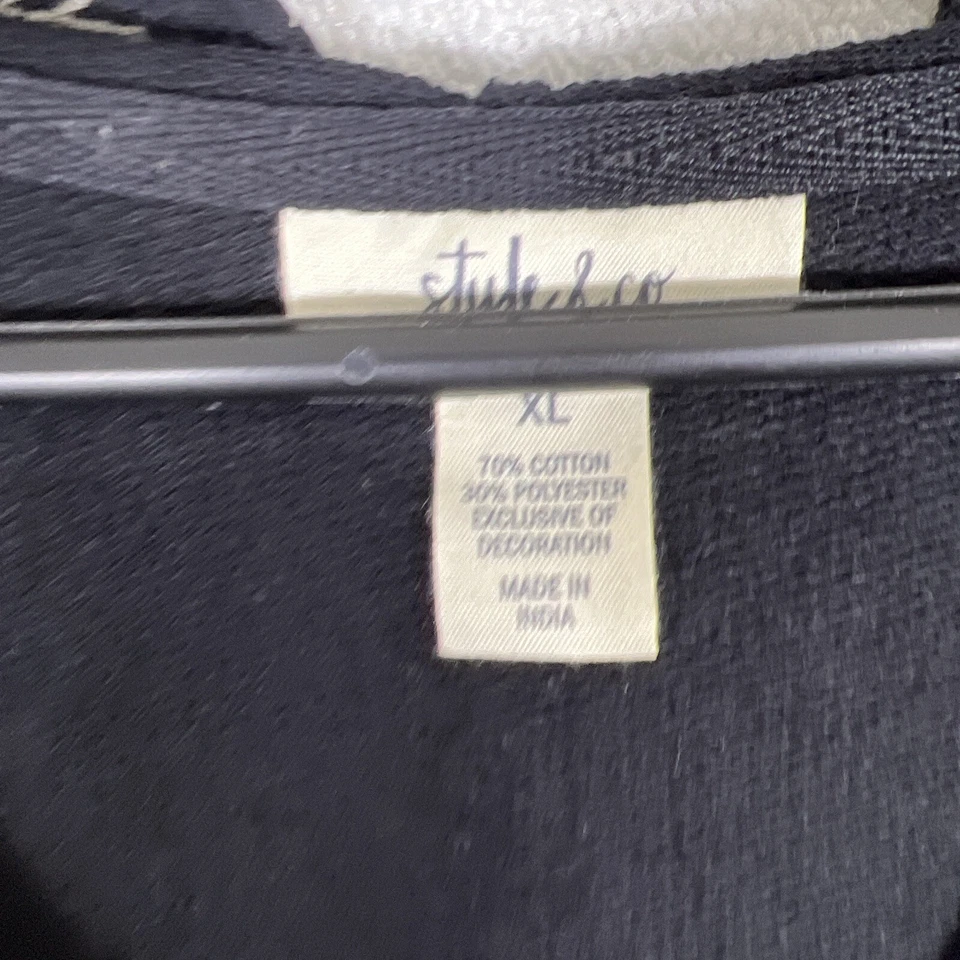 style & co
XL
70% COTTON
30% POLYESTER
EXCLUSIVE OF
DECORATION
MADE IN
INDIA